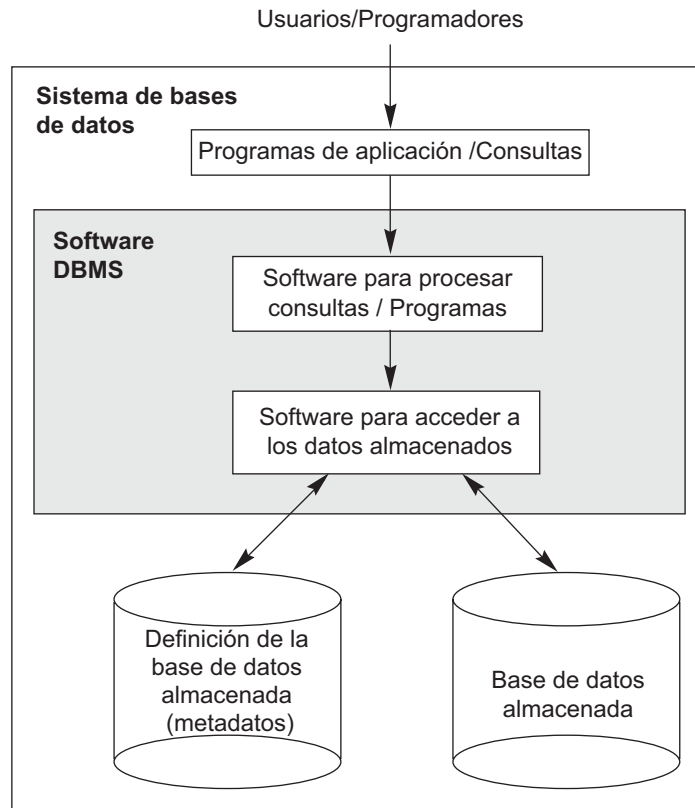 Usuarios/Programadores
Sistema de bases
de datos
Programas de aplicación /Consultas
Software
DBMS
Software para procesar
consultas / Programas
Software para acceder a
los datos almacenados
Definición de la
base de datos
almacenada
(metadatos)
Base de datos
almacenada